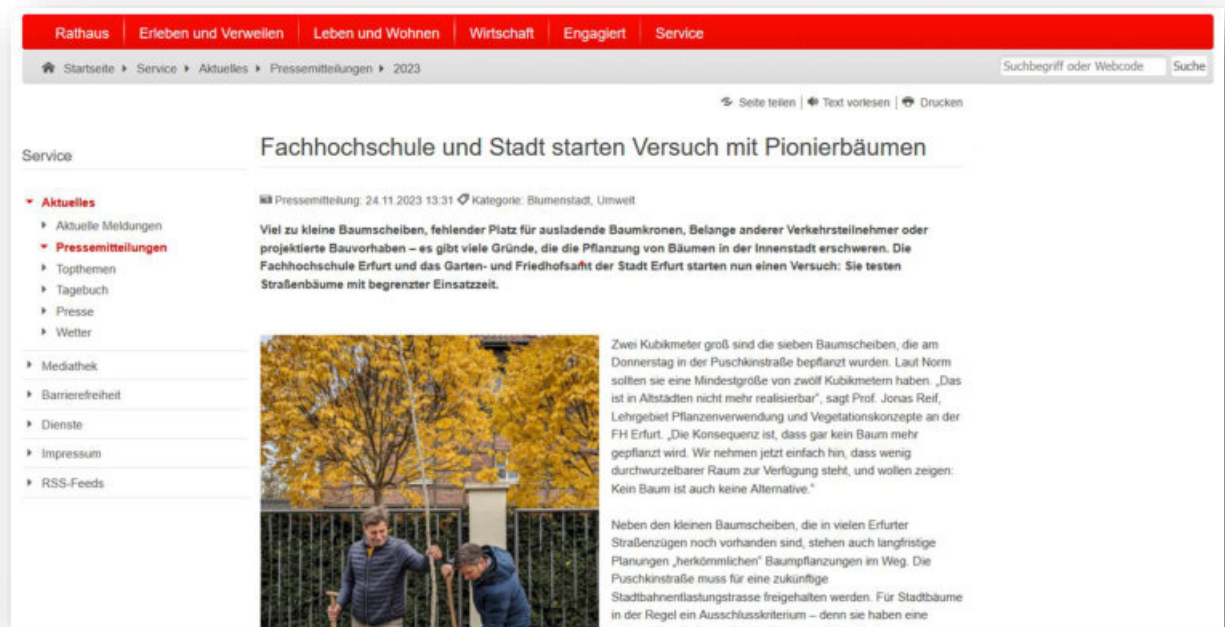 Rathaus Erleben und Verweilen Leben und Wohnen Wirtschaft Engagiert Service
Startseite Service Aktuelles Pressemitteilungen 2023
Suchbegriff oder Webcode Suche
Seite teilen | Text vorlesen | Drucken
Service
Aktuelles
Aktuelle Meldungen
Pressemitteilungen
Topthemen
Tagebuch
Presse
Wetter
Mediathek
Barrierefreiheit
Dienste
Impressum
RSS-Feeds
Fachhochschule und Stadt starten Versuch mit Pionierbäumen
Pressemitteilung: 24.11.2023 13:31 Kategorie: Blumenstadt, Umwelt
Viel zu kleine Baumscheiben, fehlender Platz für ausladende Baumkronen, Belange anderer Verkehrsteilnehmer oder
projektierte Bauvorhaben – es gibt viele Gründe, die die Pflanzung von Bäumen in der Innenstadt erschweren. Die
Fachhochschule Erfurt und das Garten- und Friedhofsamt der Stadt Erfurt starten nun einen Versuch: Sie testen
Straßenbäume mit begrenzter Einsatzzeit.
Zwei Kubikmeter groß sind die sieben Baumscheiben, die am
Donnerstag in der Puschkinstraße bepflanzt wurden. Laut Norm
sollten sie eine Mindestgröße von zwölf Kubikmetern haben. „Das
ist in Altstädten nicht mehr realisierbar", sagt Prof. Jonas Reif,
Lehrgebiet Pflanzenverwendung und Vegetationskonzepte an der
FH Erfurt. „Die Konsequenz ist, dass gar kein Baum mehr
gepflanzt wird. Wir nehmen jetzt einfach hin, dass wenig
durchwurzelbarer Raum zur Verfügung steht, und wollen zeigen:
Kein Baum ist auch keine Alternative."
Neben den kleinen Baumscheiben, die in vielen Erfurter
Straßenzügen noch vorhanden sind, stehen auch langfristige
Planungen „herkömmlichen" Baumpflanzungen im Weg. Die
Puschkinstraße muss für eine zukünftige
Stadtbahnentlastungstrasse freigehalten werden. Für Stadtbäume
in der Regel ein Ausschlusskriterium – denn sie haben eine